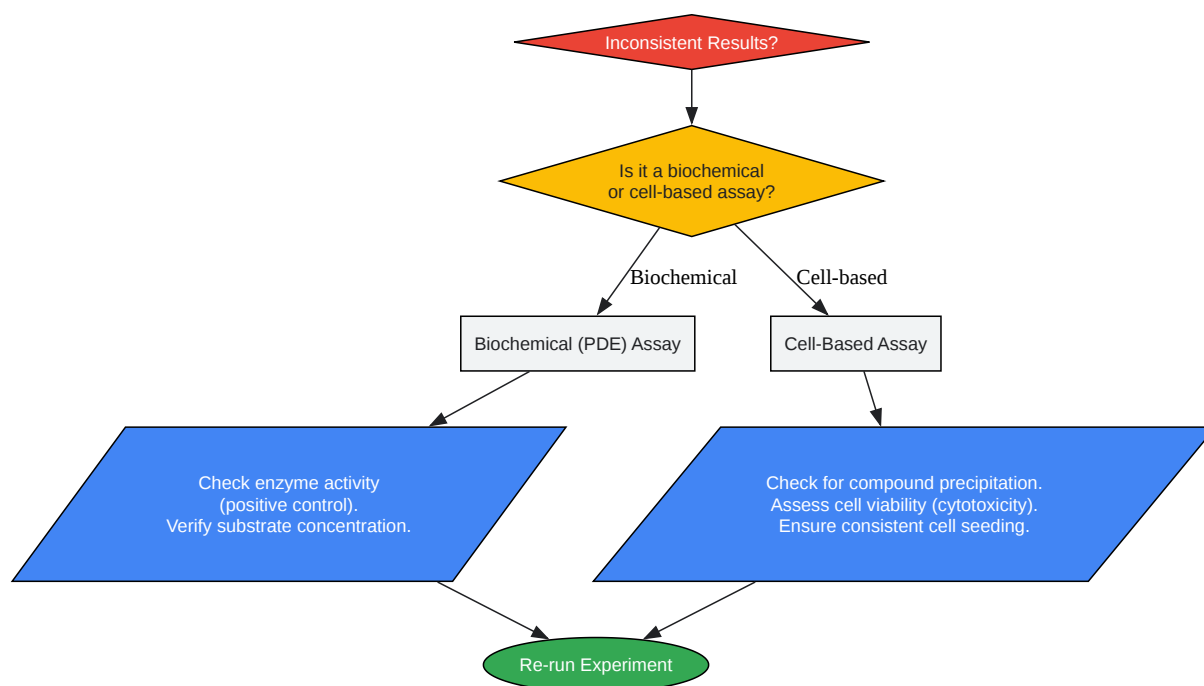 Inconsistent Results?
Is it a biochemical
or cell-based assay?
Biochemical
Cell-based
Biochemical (PDE) Assay
Cell-Based Assay
Check enzyme activity
(positive control).
Verify substrate concentration.
Check for compound precipitation.
Assess cell viability (cytotoxicity).
Ensure consistent cell seeding.
Re-run Experiment